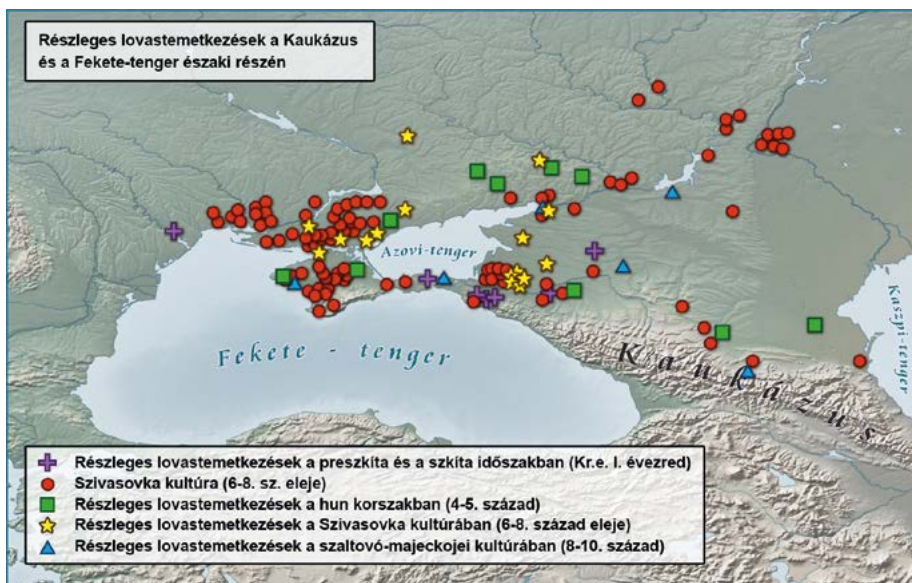 Részleges lovastemetkezések a Kaukázus
és a Fekete-tenger északi részén
Azovi-tenger
Fekete - tenger
Kaukázus
Kaszpi-tenger
Részleges lovastemetkezések a preszkíta és a szkíta időszakban (Kr.e. I. évezred)
Szivasovka kultúra (6-8. sz. eleje)
Részleges lovastemetkezések a hun korszakban (4-5. század)
Részleges lovastemetkezések a Szivasovka kultúrában (6-8. század eleje)
Részleges lovastemetkezések a szaltovó-majeckojei kultúrában (8-10. század)